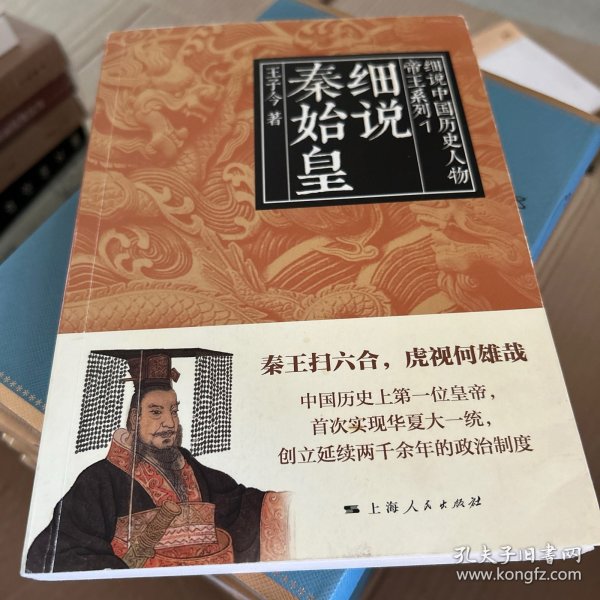 细说中国历史人物
帝王系列1
细说
秦始皇
王子今 著
秦王扫六合，虎视何雄哉
中国历史上第一位皇帝，
首次实现华夏大一统，
创立延续两千余年的政治制度
上海人民出版社
孔夫子旧书网
www.kongfz.com